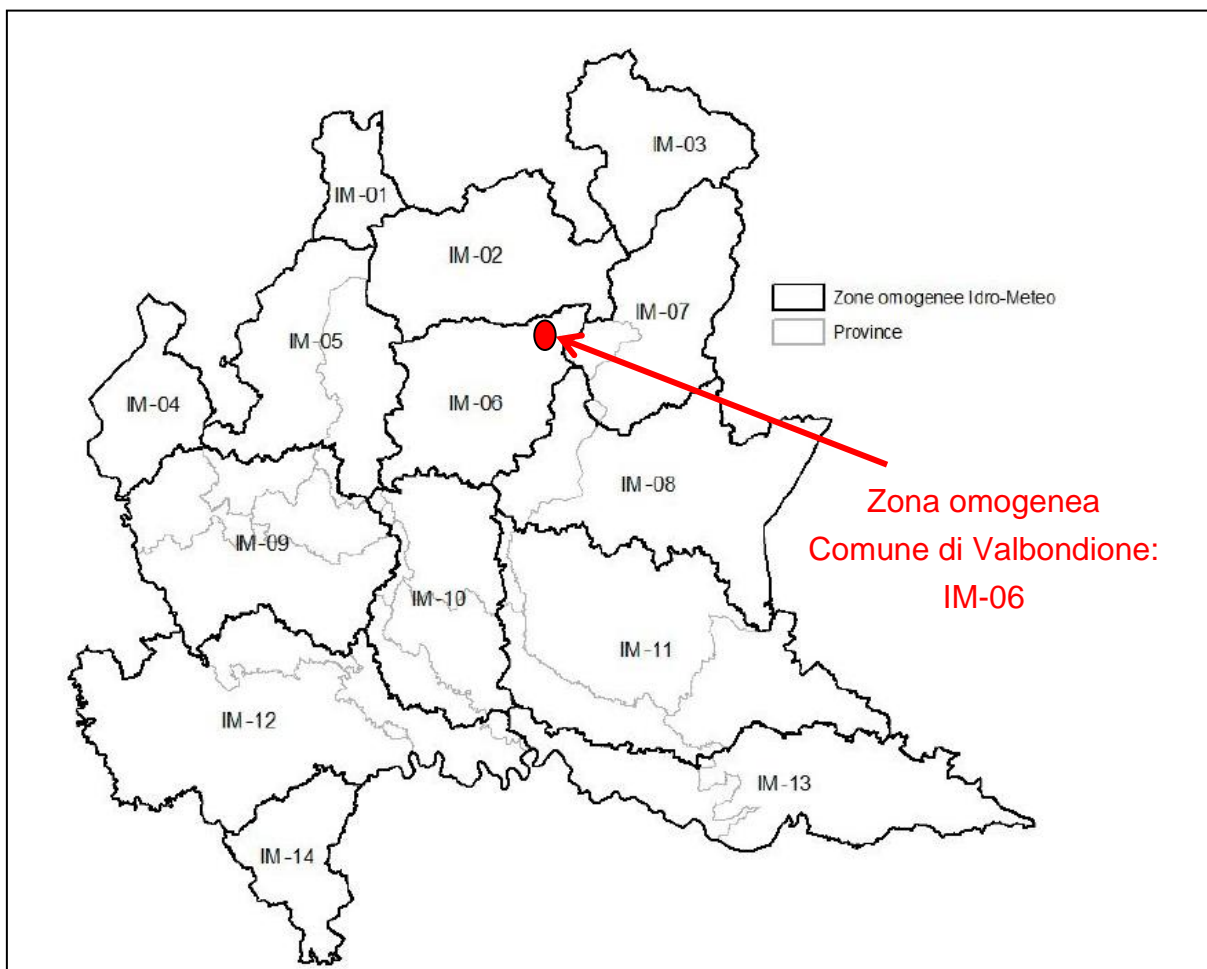 IM-03
IM-01
IM-02
Zone omogenee Idro-Meteo
Province
IM-07
IM-05
IM-04
IM-06
IM-08
Zona omogenea
Comune di Valbondione:
IM-06
IM-09
IM-10
IM-11
IM-12
IM-13
IM-14